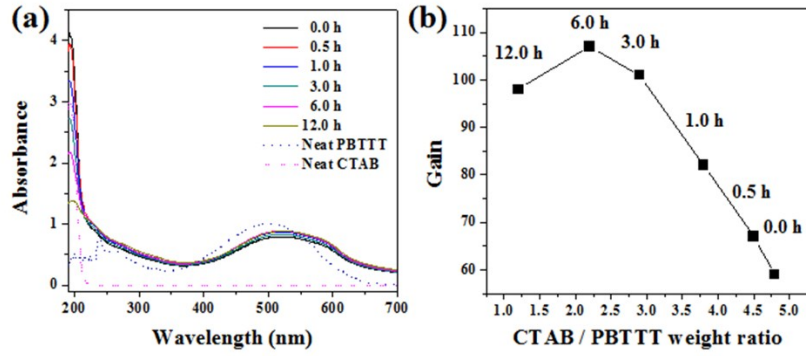 (a)
4
3
2
1
0
Absorbance
200 300 400 500 600 700
Wavelength (nm)
0.0 h
0.5 h
1.0 h
3.0 h
6.0 h
12.0 h
Neat PBTTT
Neat CTAB
(b)
110
100
90
80
70
60
Gain
12.0 h
6.0 h
3.0 h
1.0 h
0.5 h
0.0 h
1.0 1.5 2.0 2.5 3.0 3.5 4.0 4.5 5.0
CTAB / PBTTT weight ratio